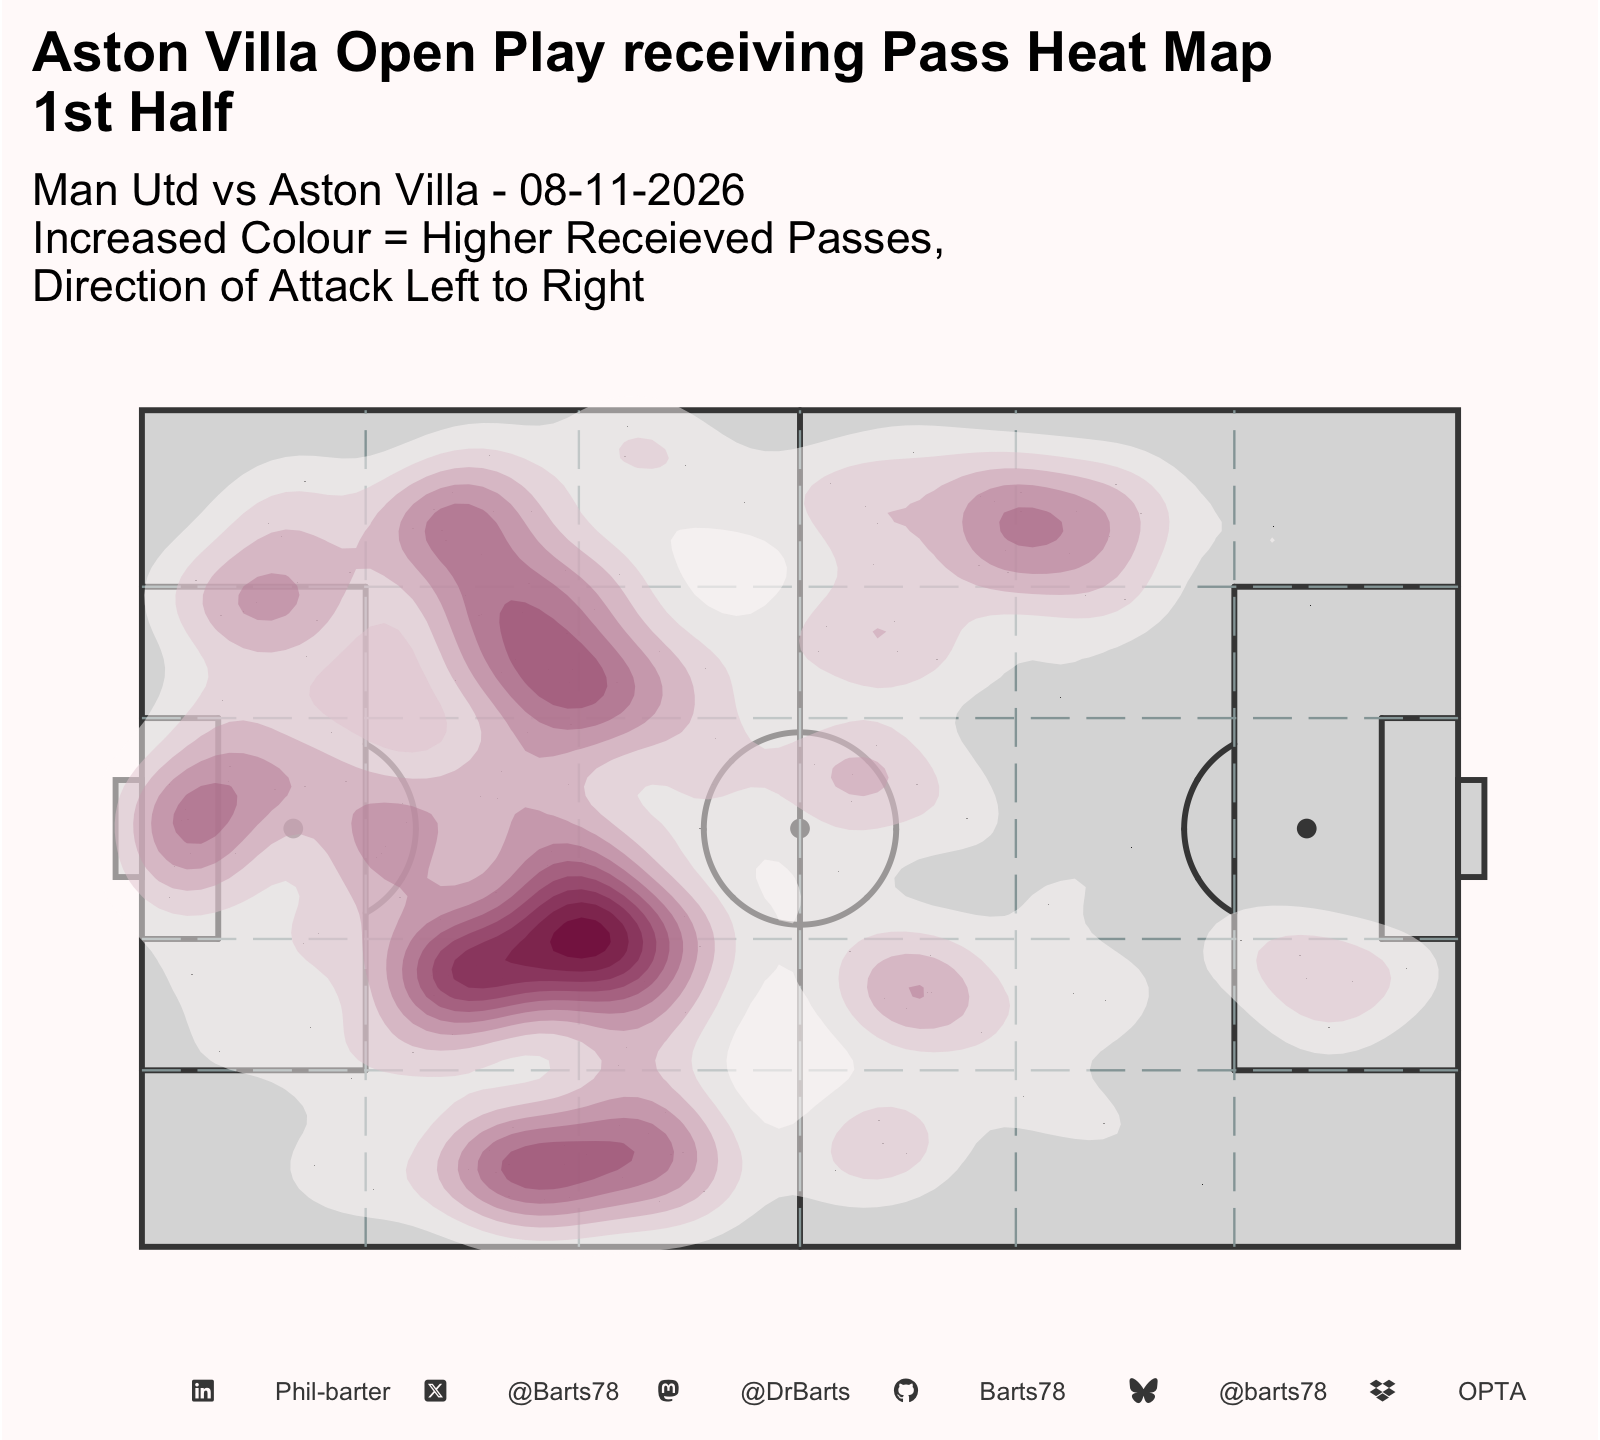 Aston Villa Open Play receiving Pass Heat Map
1st Half
Man Utd vs Aston Villa - 08-11-2026
Increased Colour = Higher Receieved Passes,
Direction of Attack Left to Right
Phil-barter @Barts78 @DrBarts Barts78 @barts78 OPTA